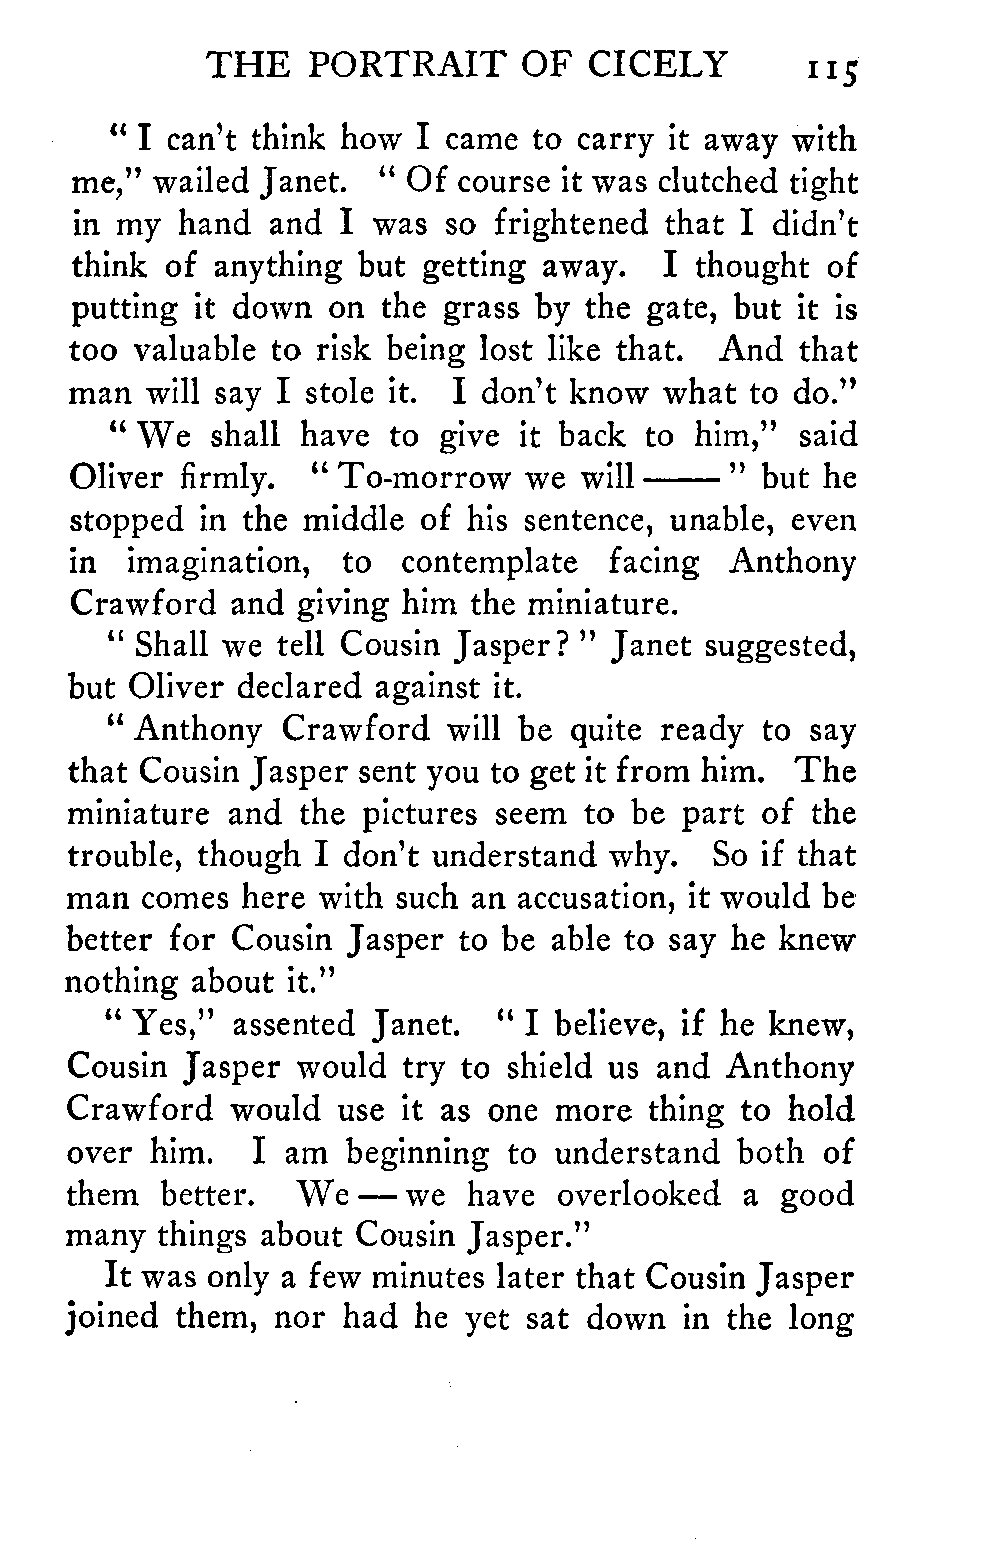 THE PORTRAIT OF CICELY 115
“ I can’t think how I came to carry it away with
me,” wailed Janet. “ Of course it was clutched tight
in my hand and I was so frightened that I didn’t
think of anything but getting away. I thought of
putting it down on the grass by the gate, but it is
too valuable to risk being lost like that. And that
man will say I stole it. I don’t know what to do.”
“ We shall have to give it back to him,” said
Oliver firmly. “ To-morrow we will —— ” but he
stopped in the middle of his sentence, unable, even
in imagination, to contemplate facing Anthony
Crawford and giving him the miniature.
“ Shall we tell Cousin Jasper? ” Janet suggested,
but Oliver declared against it.
“ Anthony Crawford will be quite ready to say
that Cousin Jasper sent you to get it from him. The
miniature and the pictures seem to be part of the
trouble, though I don’t understand why. So if that
man comes here with such an accusation, it would be
better for Cousin Jasper to be able to say he knew
nothing about it.”
“ Yes,” assented Janet. “ I believe, if he knew,
Cousin Jasper would try to shield us and Anthony
Crawford would use it as one more thing to hold
over him. I am beginning to understand both of
them better. We — we have overlooked a good
many things about Cousin Jasper.”
It was only a few minutes later that Cousin Jasper
joined them, nor had he yet sat down in the long